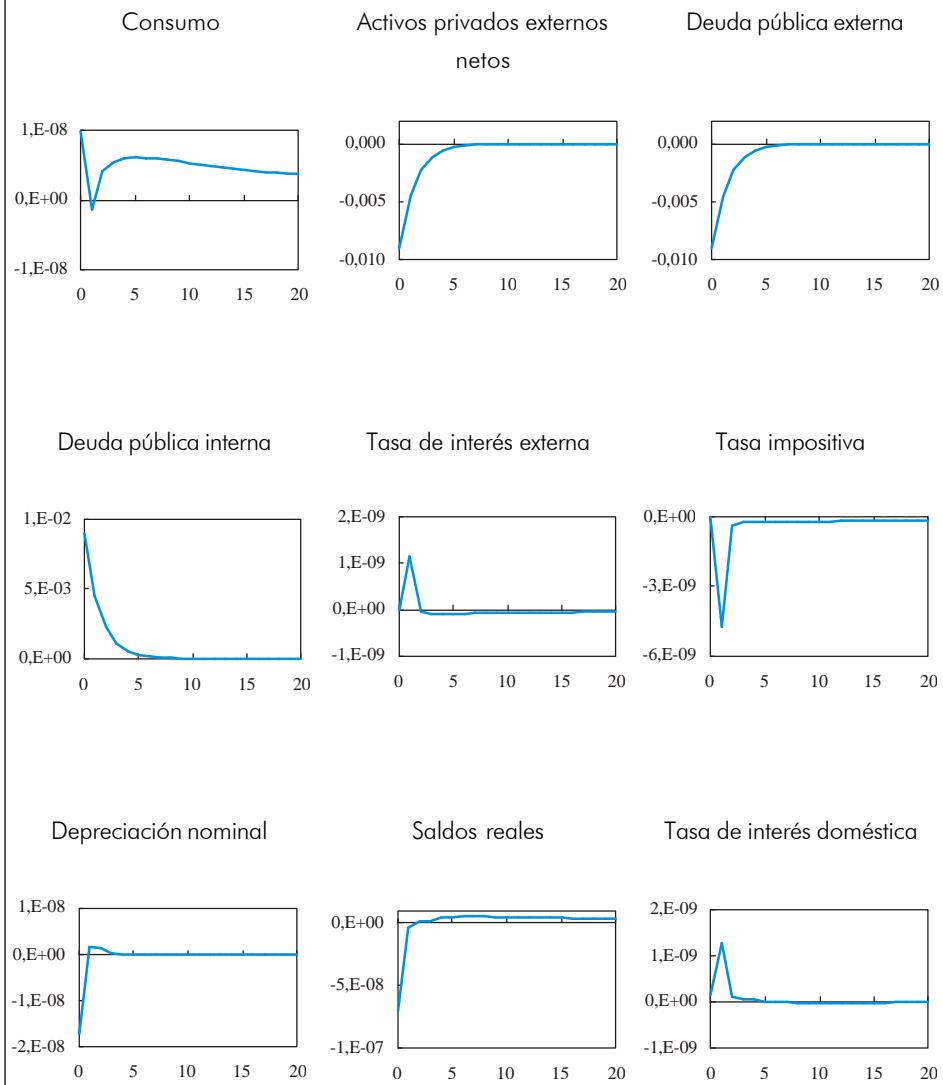 Consumo
Activos privados externos
netos
Deuda pública externa
1,E-08
0,E+00
-1,E-08
0 5 10 15 20
0,000
-0,005
-0,010
0 5 10 15 20
0,000
-0,005
-0,010
0 5 10 15 20
Deuda pública interna
Tasa de interés externa
Tasa impositiva
1,E-02
5,E-03
0,E+00
0 5 10 15 20
2,E-09
1,E-09
0,E+00
-1,E-09
0 5 10 15 20
0,E+00
-3,E-09
-6,E-09
0 5 10 15 20
Depreciación nominal
Saldos reales
Tasa de interés doméstica
1,E-08
0,E+00
-1,E-08
-2,E-08
0 5 10 15 20
0,E+00
-5,E-08
-1,E-07
0 5 10 15 20
2,E-09
1,E-09
0,E+00
-1,E-09
0 5 10 15 20